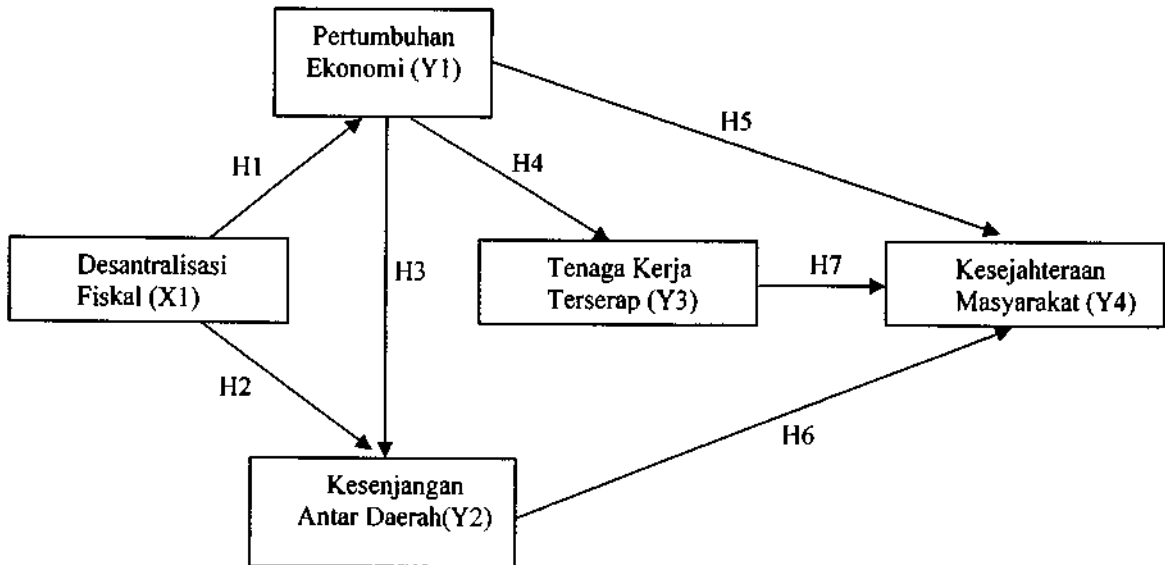 Pertumbuhan
Ekonomi (Y1)
H5
H4
H1
Desantralisasi
Fiskal (X1)
H3
Tenaga Kerja
Terserap (Y3)
H7
Kesejahteraan
Masyarakat (Y4)
H2
H6
Kesenjangan
Antar Daerah(Y2)